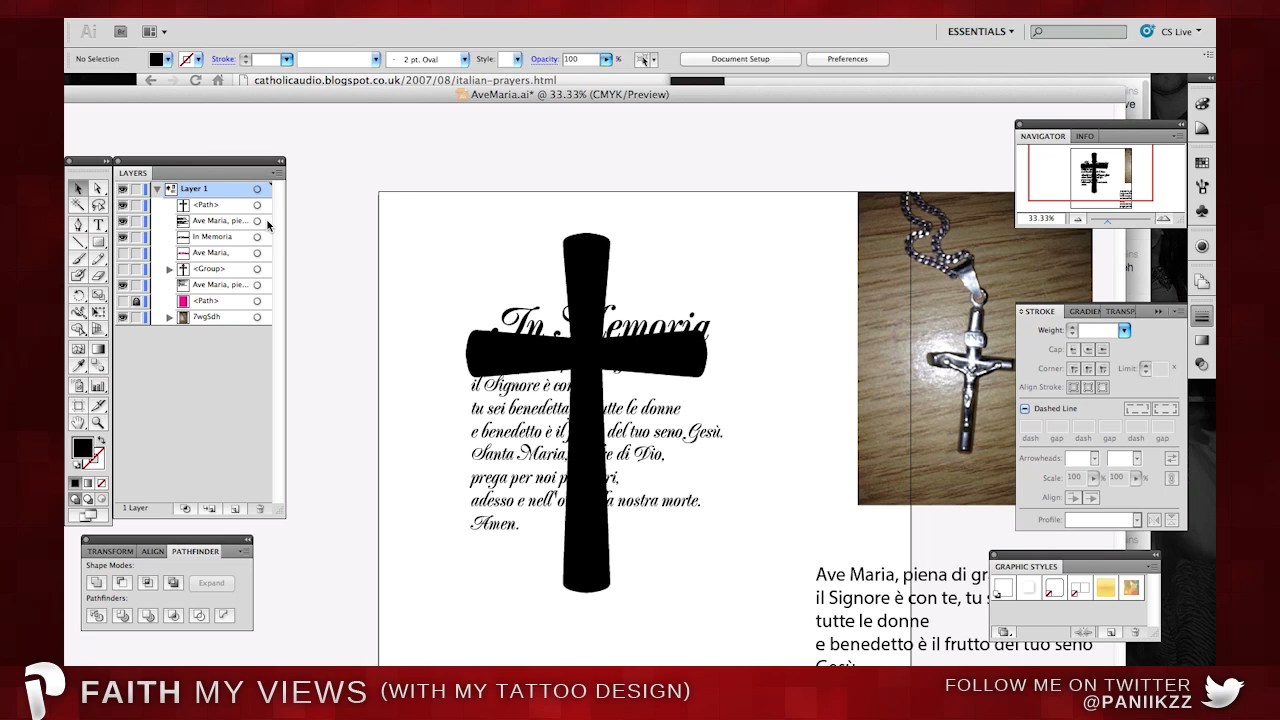 Ai
Br
ESSENTIALS
CS Live
No Selection
Stroke:
2 pt. Oval
Style:
Opacity:
100
%
Document Setup
Preferences
catholicaudio.blogspot.co.uk/2007/08/italian-prayers.html
AveMaria.ai* @ 33.33% (CMYK/Preview)
NAVIGATOR
INFO
33.33%
LAYERS
Layer 1
<Path>
Ave Maria, pie...
In Memoria
Ave Maria,
<Group>
Ave Maria, pie...
<Path>
7wgSdh
1 Layer
In Memoria
il Signore è con
tu sei benedetta tutte le donne
e benedetto è il del tuo seno, Gesù.
Santa Maria, di Dio,
prega per noi
adesso e nell'o nostra morte.
Amen.
STROKE
GRADIEN
TRANSP
Weight:
Cap:
Corner:
Limit:
Align Stroke:
Dashed Line
dash gap dash gap dash gap
Arrowheads:
Scale:
100
100
%
Align:
Profile:
TRANSFORM
ALIGN
PATHFINDER
Shape Modes:
Expand
Pathfinders:
GRAPHIC STYLES
Ave Maria, piena di gr
il Signore è con te, tu s
tutte le donne
e benedetto è il frutto del tuo seno
Gesù
FAITH MY VIEWS (WITH MY TATTOO DESIGN)
FOLLOW ME ON TWITTER
@PANIIKZZ